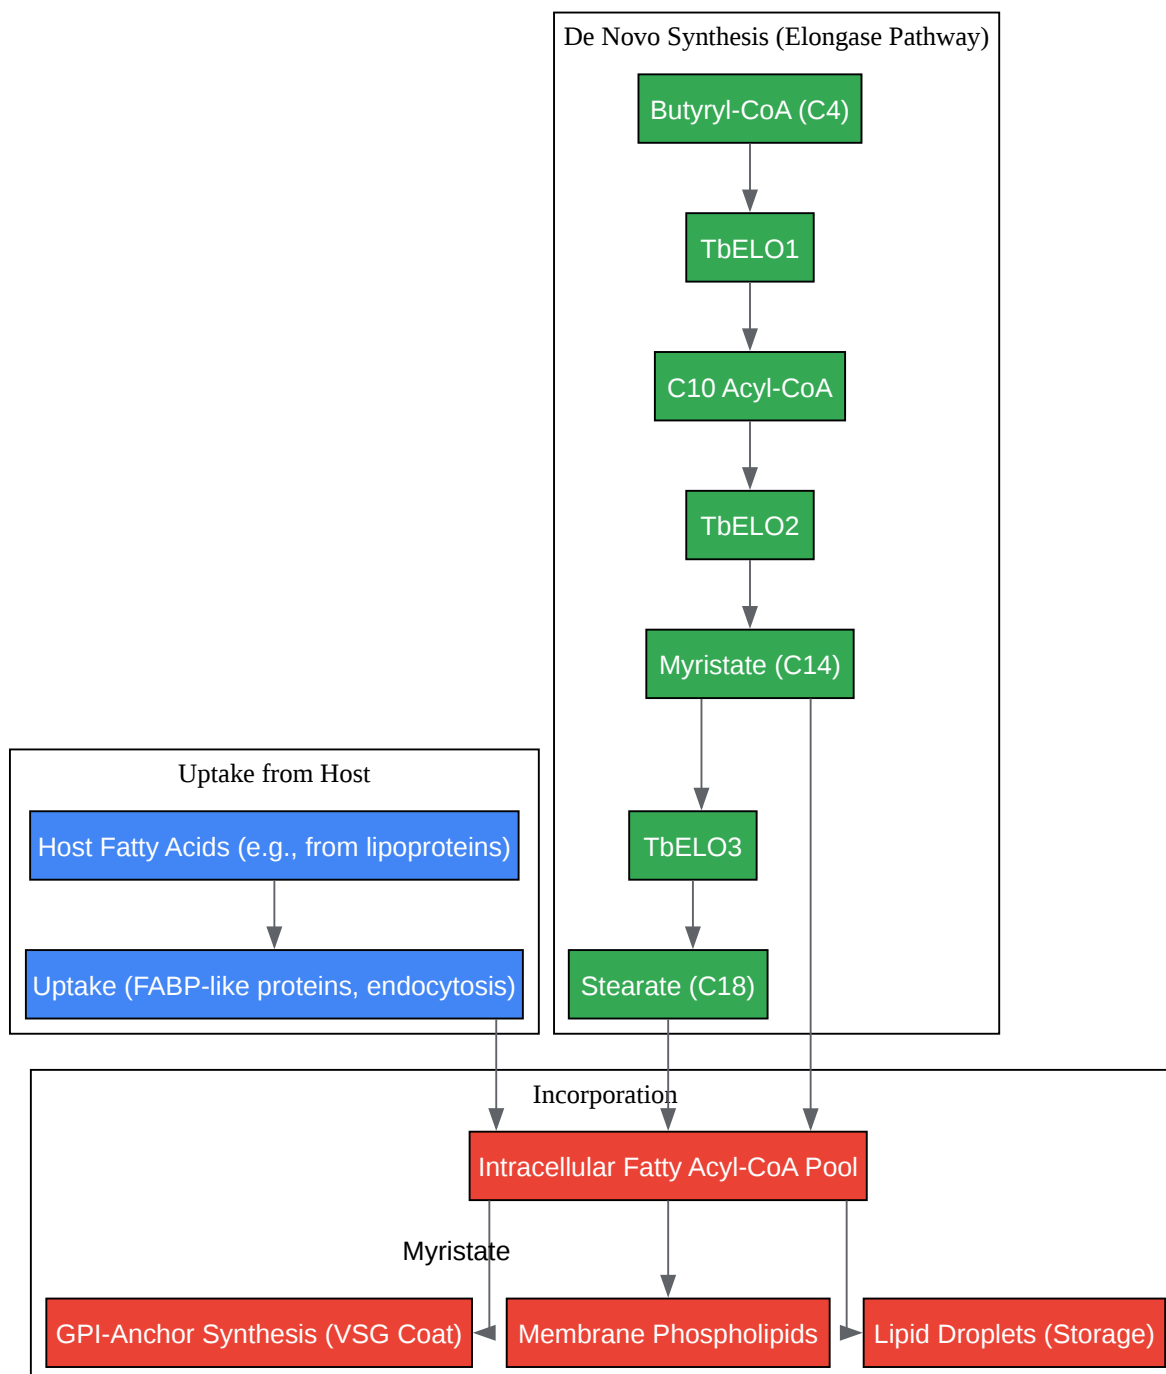 De Novo Synthesis (Elongase Pathway)
Butyryl-CoA (C4)
TbELO1
C10 Acyl-CoA
TbELO2
Myristate (C14)
Uptake from Host
Host Fatty Acids (e.g., from lipoproteins)
TbELO3
Uptake (FABP-like proteins, endocytosis)
Stearate (C18)
Incorporation
Intracellular Fatty Acyl-CoA Pool
Myristate
GPI-Anchor Synthesis (VSG Coat)
Membrane Phospholipids
Lipid Droplets (Storage)